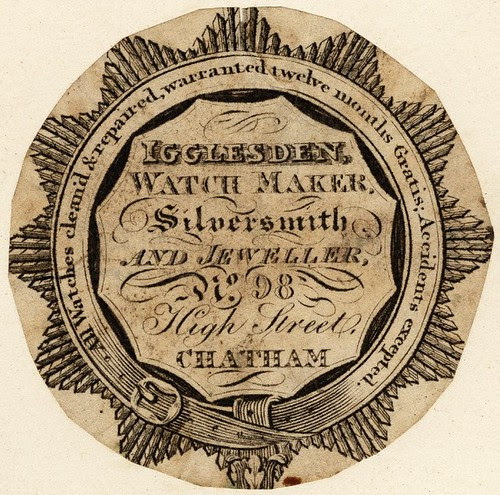 All Watches clean'd & repaired, warranted twelve months Gratis; Accidents excepted.
IGGLESDEN,
WATCH MAKER,
Silversmith
AND JEWELLER,
No. 98
High Street,
CHATHAM